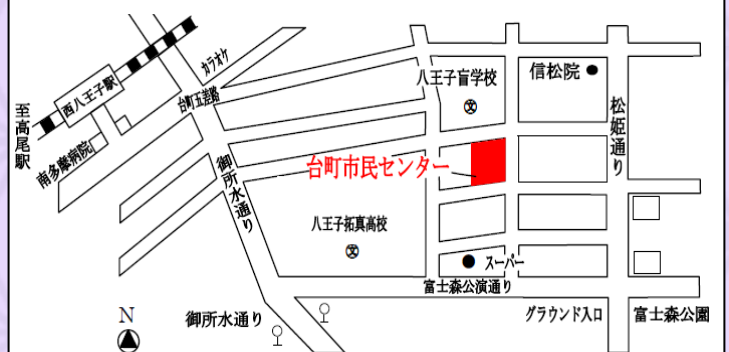 カラオケ
西八王子駅
台町五差路
至高尾駅
南多摩病院
八王子盲学校
文
信松院
松姫通り
御所水通り
台町市民センター
八王子拓真高校
文
スーパー
富士森公演通り
N
御所水通り
グラウンド入口
富士森公園